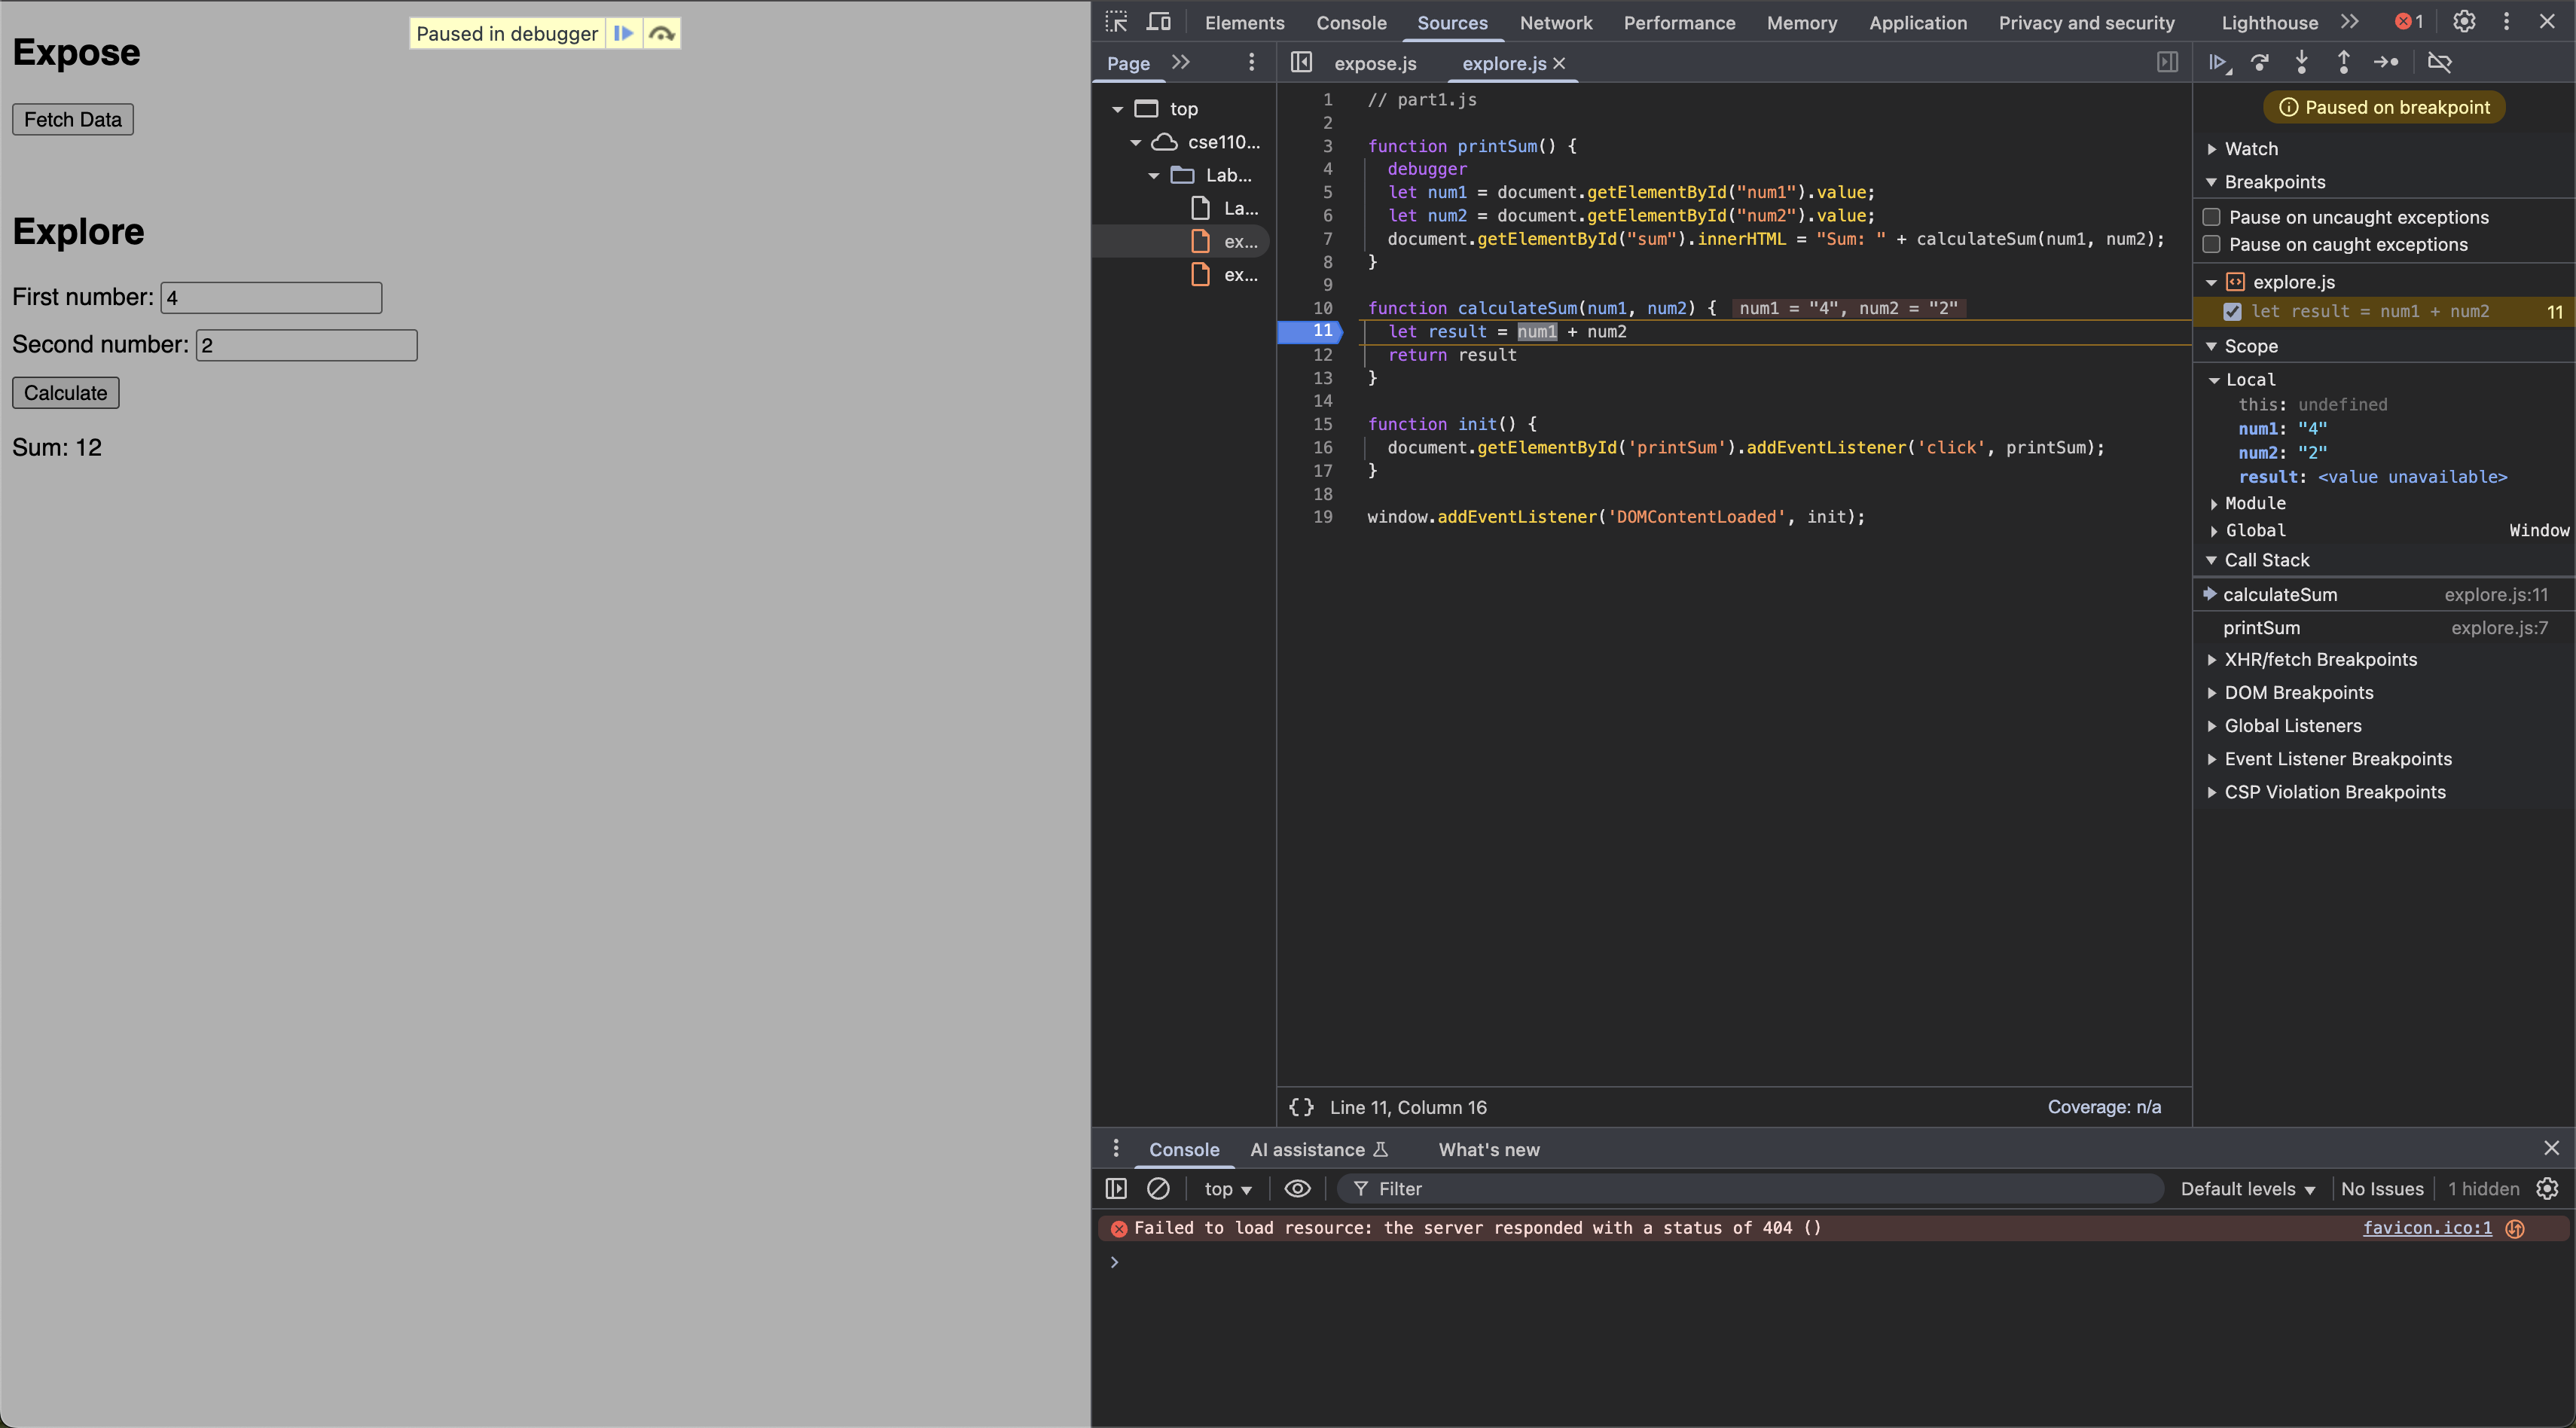 Paused in debugger
Expose
Fetch Data
Explore
First number: 4
Second number: 2
Calculate
Sum: 12
Elements Console Sources Network Performance Memory Application Privacy and security Lighthouse 1
Page
expose.js explore.js
top
cse110...
Lab...
La...
ex...
ex...
1 // part1.js
2
3 function printSum() {
4 debugger
5 let num1 = document.getElementById("num1").value;
6 let num2 = document.getElementById("num2").value;
7 document.getElementById("sum").innerHTML = "Sum: " + calculateSum(num1, num2);
8 }
9
10 function calculateSum(num1, num2) { num1 = "4", num2 = "2"
11 let result = num1 + num2
12 return result
13 }
14
15 function init() {
16 document.getElementById('printSum').addEventListener('click', printSum);
17 }
18
19 window.addEventListener('DOMContentLoaded', init);
{} Line 11, Column 16 Coverage: n/a
Paused on breakpoint
Watch
Breakpoints
Pause on uncaught exceptions
Pause on caught exceptions
explore.js
let result = num1 + num2 11
Scope
Local
this: undefined
num1: "4"
num2: "2"
result: <value unavailable>
Module
Global Window
Call Stack
calculateSum explore.js:11
printSum explore.js:7
XHR/fetch Breakpoints
DOM Breakpoints
Global Listeners
Event Listener Breakpoints
CSP Violation Breakpoints
Console AI assistance What's new
top Filter Default levels No Issues 1 hidden
Failed to load resource: the server responded with a status of 404 () favicon.ico:1